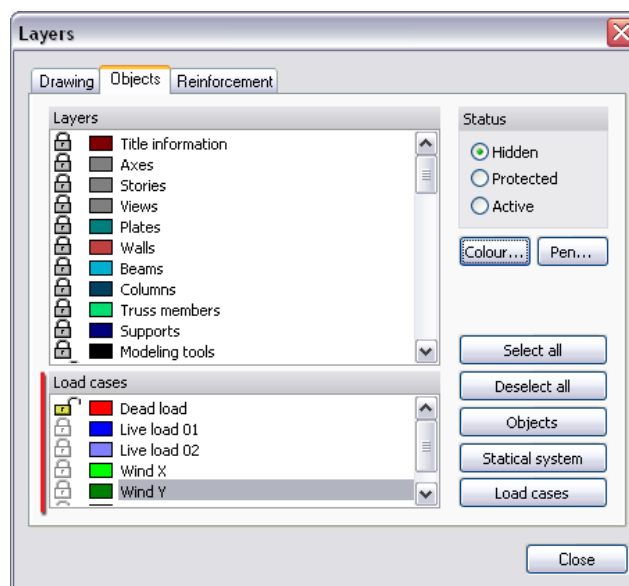 Layers
Drawing Objects Reinforcement
Layers
Title information
Axes
Stories
Views
Plates
Walls
Beams
Columns
Truss members
Supports
Modeling tools
Status
Hidden
Protected
Active
Colour... Pen...
Load cases
Dead load
Live load 01
Live load 02
Wind X
Wind Y
Select all
Deselect all
Objects
Statical system
Load cases
Close